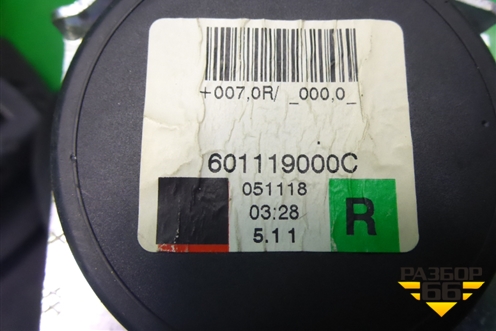 +007,0R/ _000,0_
601119000C
051118
03:28
5.11
R
РАЗБОР
66